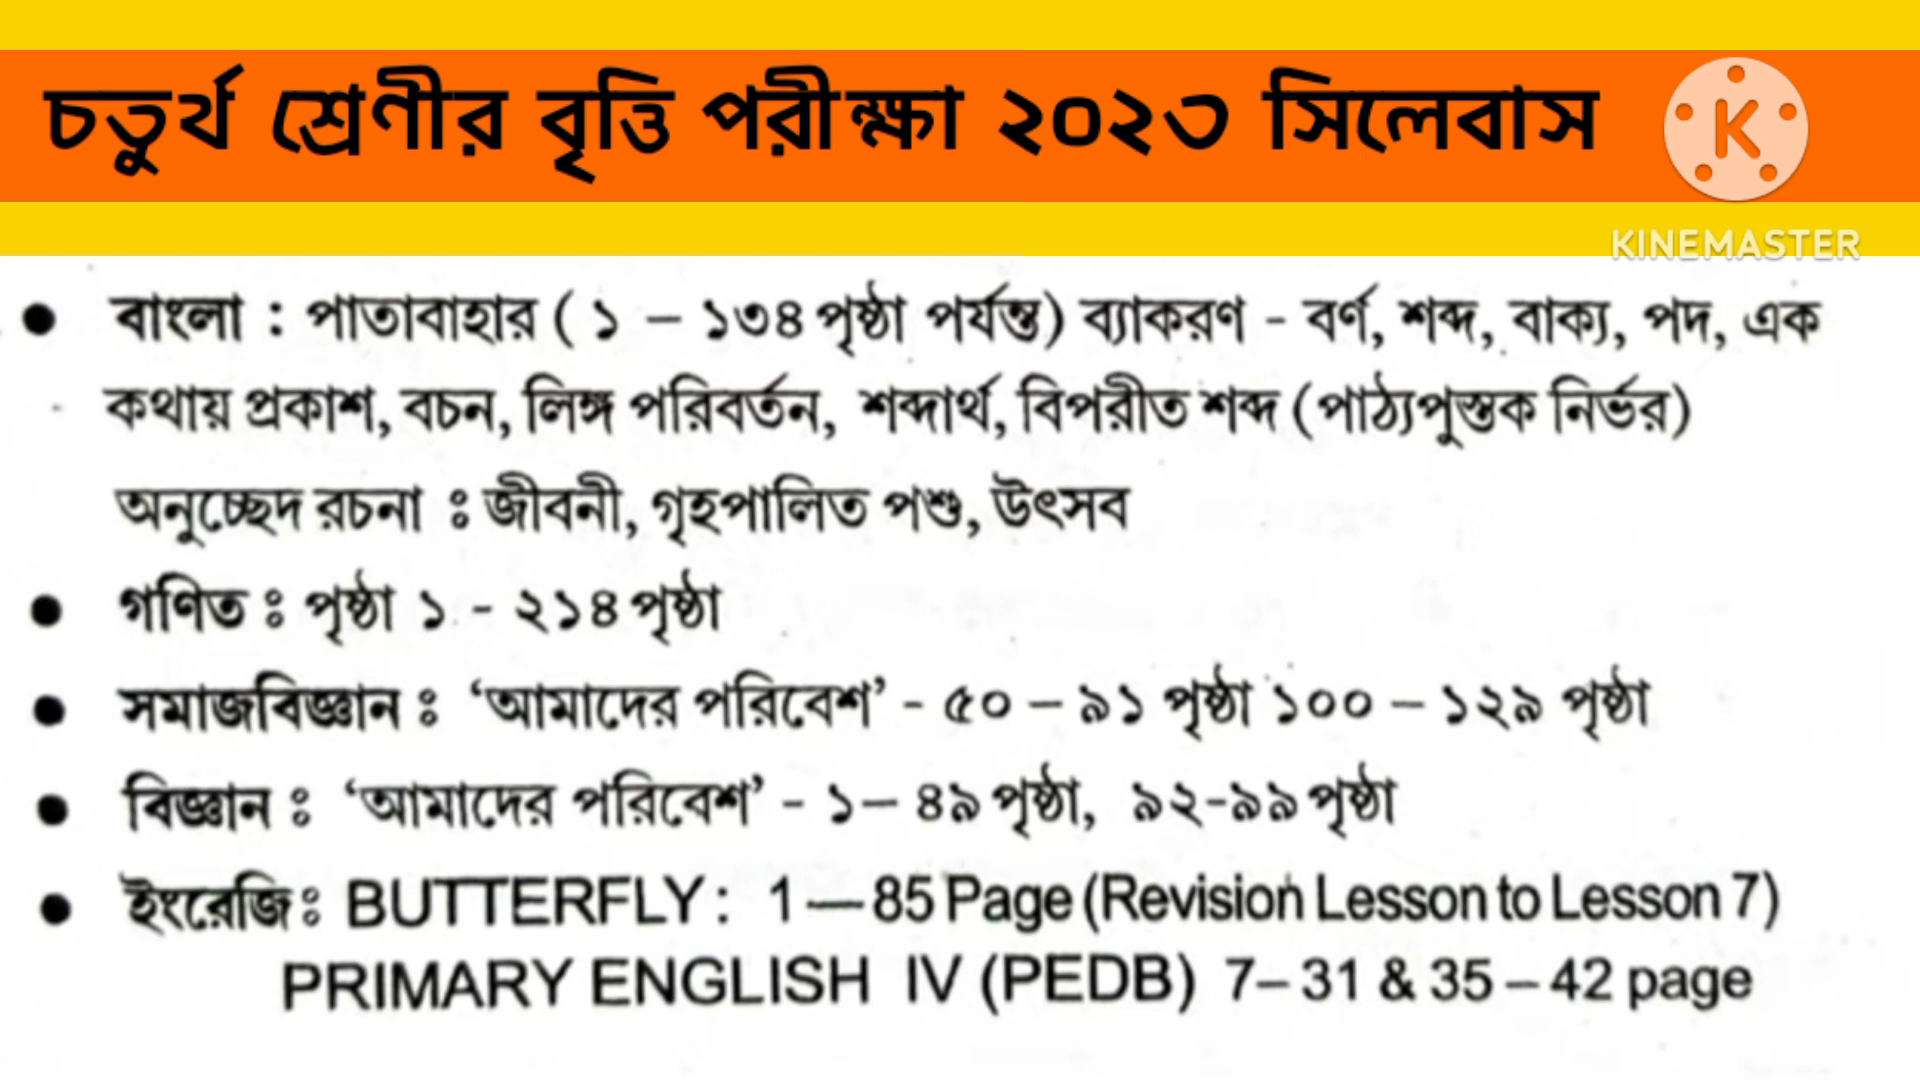 চতুর্থ শ্রেণীর বৃত্তি পরীক্ষা ২০২৩ সিলেবাস
K
KINEMASTER
● বাংলা : পাতাবাহার ( ১ – ১৩৪ পৃষ্ঠা পর্যন্ত) ব্যাকরণ - বর্ণ, শব্দ, বাক্য, পদ, এক
কথায় প্রকাশ, বচন, লিঙ্গ পরিবর্তন, শব্দার্থ, বিপরীত শব্দ (পাঠ্যপুস্তক নির্ভর)
অনুচ্ছেদ রচনা ঃ জীবনী, গৃহপালিত পশু, উৎসব
● গণিত ঃ পৃষ্ঠা ১ - ২১৪ পৃষ্ঠা
● সমাজবিজ্ঞান ঃ ‘আমাদের পরিবেশ’ - ৫০ – ৯১ পৃষ্ঠা ১০০ – ১২৯ পৃষ্ঠা
● বিজ্ঞান ঃ ‘আমাদের পরিবেশ’ - ১– ৪৯ পৃষ্ঠা, ৯২-৯৯ পৃষ্ঠা
● ইংরেজি ঃ BUTTERFLY : 1 — 85 Page (Revision Lesson to Lesson 7)
PRIMARY ENGLISH IV (PEDB) 7– 31 & 35 – 42 page